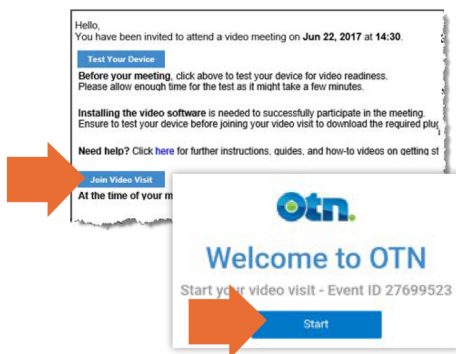 Hello,
You have been invited to attend a video meeting on Jun 22, 2017 at 14:30.
Test Your Device
Before your meeting, click above to test your device for video readiness.
Please allow enough time for the test as it might take a few minutes.
Installing the video software is needed to successfully participate in the meeting.
Ensure to test your device before joining your video visit to download the required
Need help? Click here for further instructions, guides, and how-to videos on getting
Join Video Visit
At the time of your
otn.
Welcome to OTN
Start your video visit - Event ID 27699523
Start